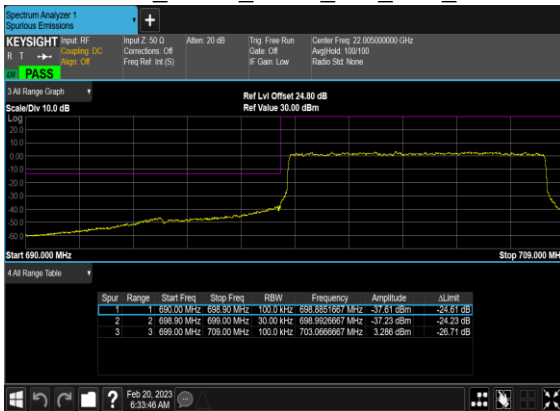 Spectrum Analyzer 1
Spurious Emissions
KEYSIGHT Input: RF Input Z: 50 Ω Atten: 20 dB Trig: Free Run Center Freq: 22.005000000 GHz
R T Coupling: DC Corrections: Off Gate: Off Avg|Hold: 100/100
Align: Off Freq Ref: Int (S) IF Gain: Low Radio Std: None
PASS
3 All Range Graph
Ref Lvl Offset 24.80 dB
Scale/Div 10.0 dB Ref Value 30.00 dBm
Log
20.0
10.0
0.00
-10.0
-20.0
-30.0
-40.0
-50.0
-60.0
Start 690.000 MHz Stop 709.000 MH
4 All Range Table
Spur Range Start Freq Stop Freq RBW Frequency Amplitude ΔLimit
1 1 690.00 MHz 698.90 MHz 100.0 kHz 698.8851667 MHz -37.61 dBm -24.61 dB
2 2 698.90 MHz 699.00 MHz 30.00 kHz 698.9926667 MHz -37.23 dBm -24.23 dB
3 3 699.00 MHz 709.00 MHz 100.0 kHz 703.0666667 MHz 3.286 dBm -26.71 dB
Feb 20, 2023
6:33:46 AM